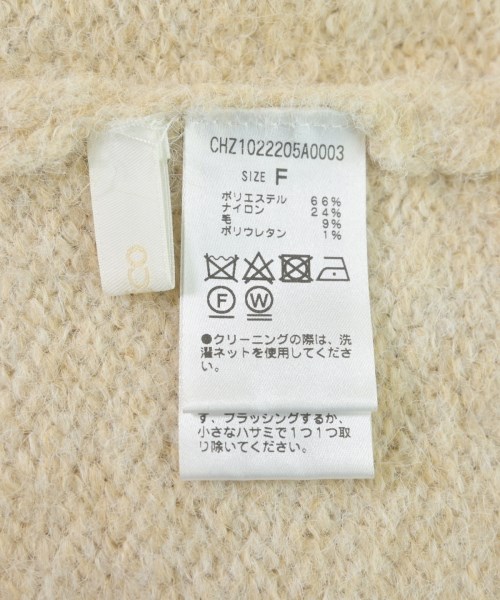 CHZ1022205A0003
SIZE F
ポリエステル 66%
ナイロン 24%
毛 9%
ポリウレタン 1%
F W
●クリーニングの際は、洗
濯ネットを使用してくださ
い。
ず、ブラッシングするか、
小さなハサミで1つ1つ取
り除いてください。